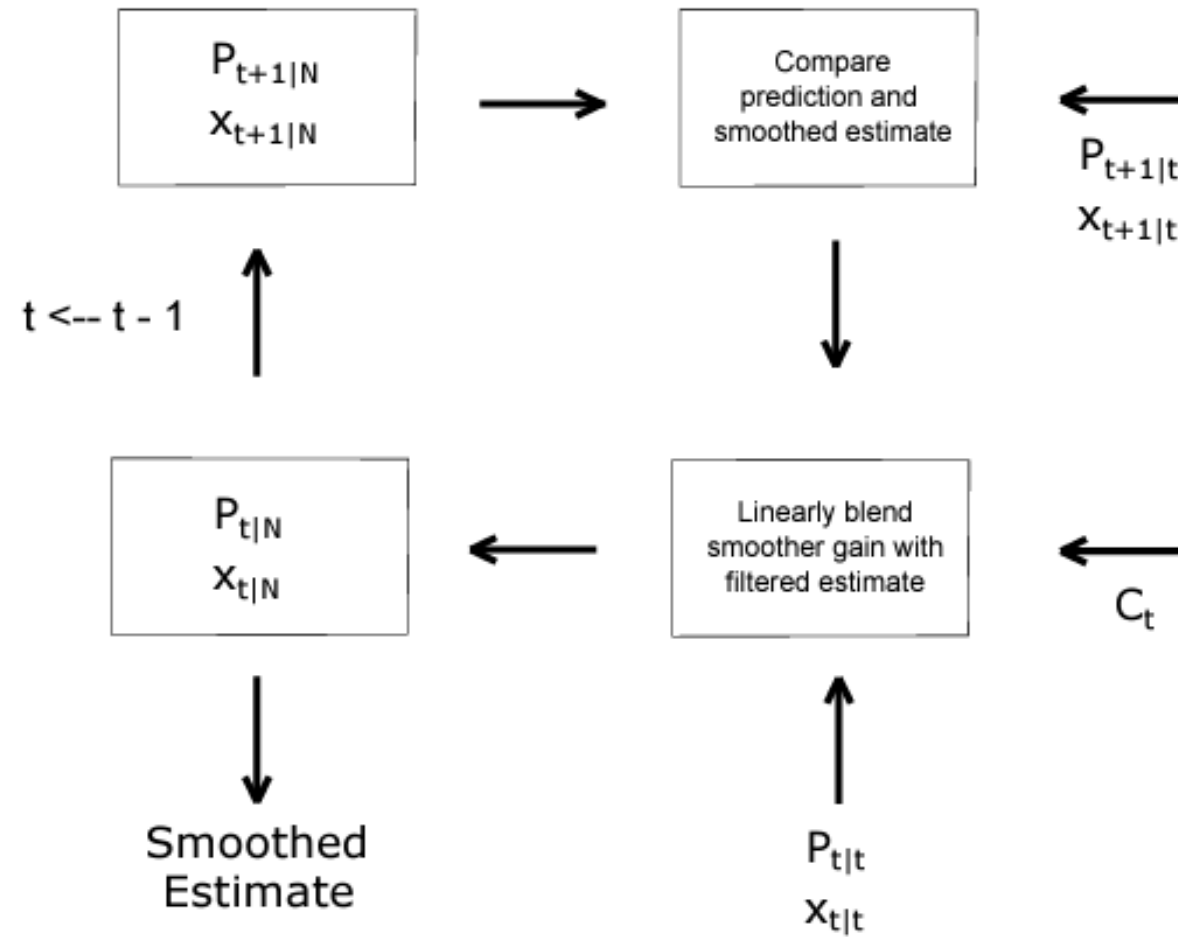 P_{t+1|N}
x_{t+1|N}
Compare
prediction and
smoothed estimate
P_{t+1|t}
x_{t+1|t}
t <-- t - 1
P_{t|N}
x_{t|N}
Linearly blend
smoother gain with
filtered estimate
C_t
Smoothed
Estimate
P_{t|t}
x_{t|t}